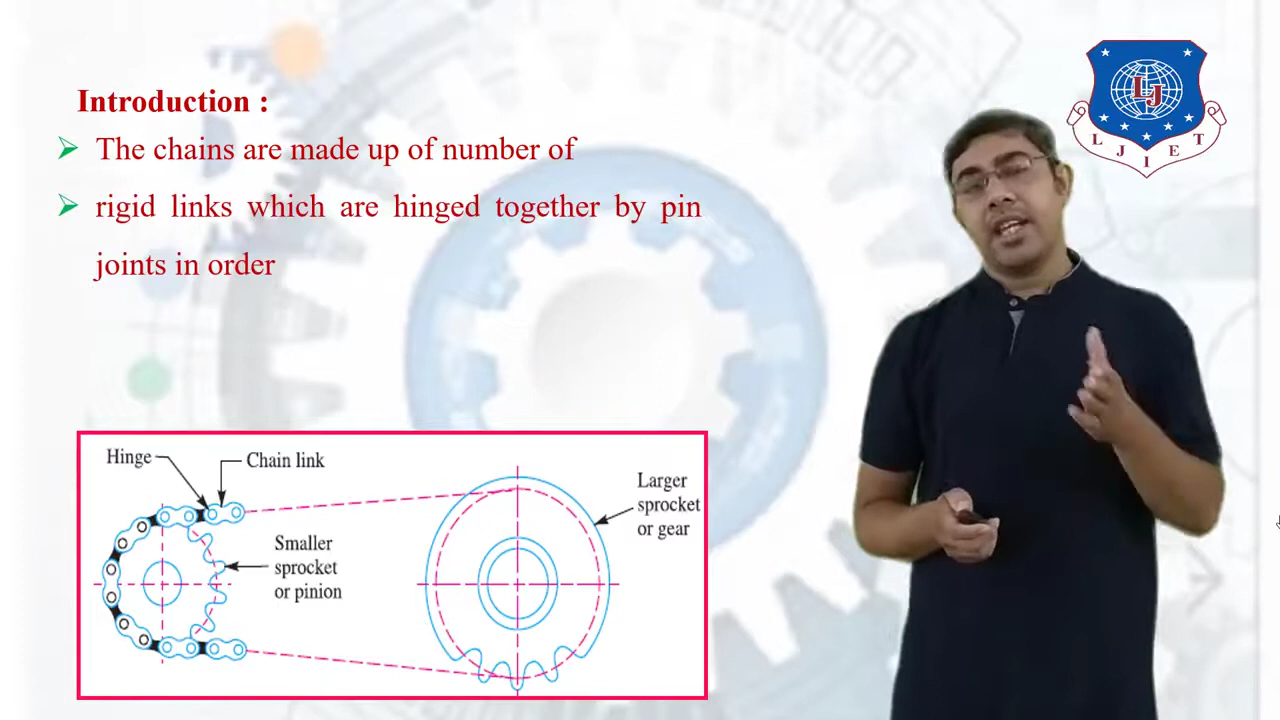 Introduction :
The chains are made up of number of
rigid links which are hinged together by pin
joints in order
LJ
L J I E T
Hinge
Chain link
Larger
sprocket
or gear
Smaller
sprocket
or pinion